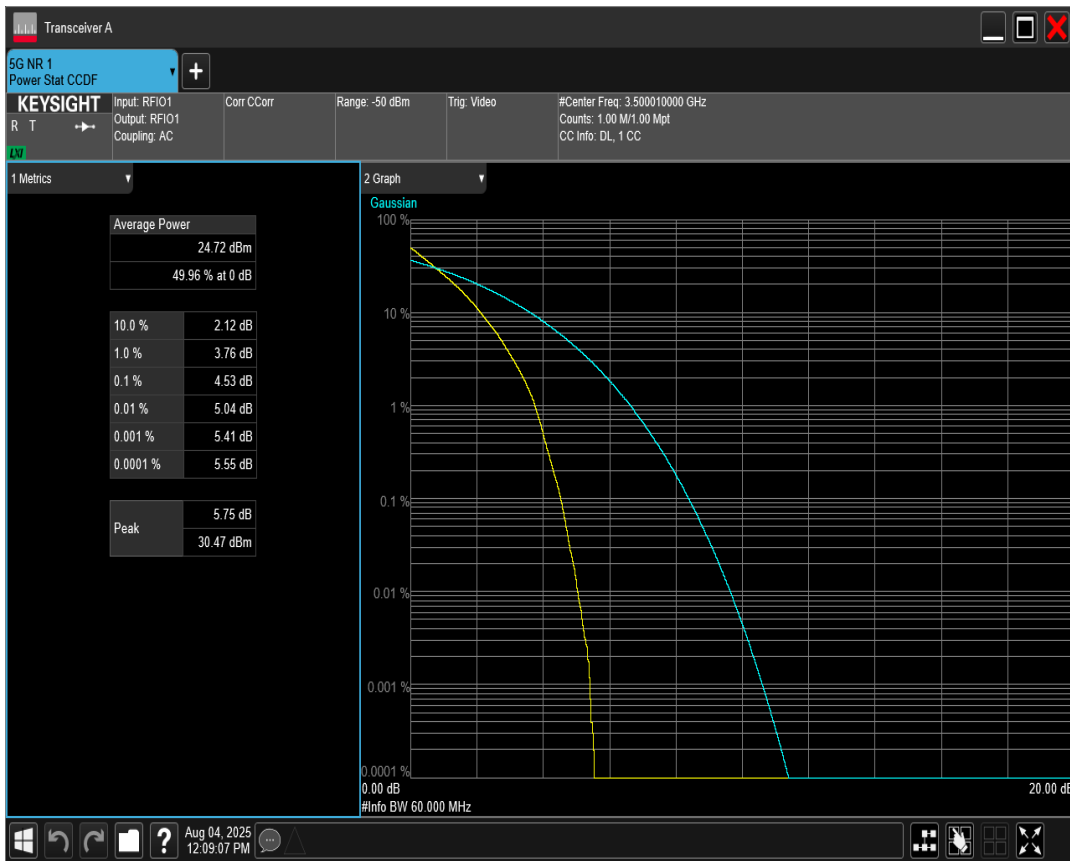 Transceiver A
5G NR 1
Power Stat CCDF
KEYSIGHT
R T
LXI
Input: RFIO1
Output: RFIO1
Coupling: AC
Corr CCorr
Range: -50 dBm
Trig: Video
#Center Freq: 3.500010000 GHz
Counts: 1.00 M/1.00 Mpt
CC Info: DL, 1 CC
1 Metrics
Average Power
24.72 dBm
49.96 % at 0 dB
10.0 % 2.12 dB
1.0 % 3.76 dB
0.1 % 4.53 dB
0.01 % 5.04 dB
0.001 % 5.41 dB
0.0001 % 5.55 dB
Peak
5.75 dB
30.47 dBm
2 Graph
Gaussian
100 %
10 %
1 %
0.1 %
0.01 %
0.001 %
0.0001 %
0.00 dB 20.00 dB
#Info BW 60.000 MHz
?
Aug 04, 2025
12:09:07 PM